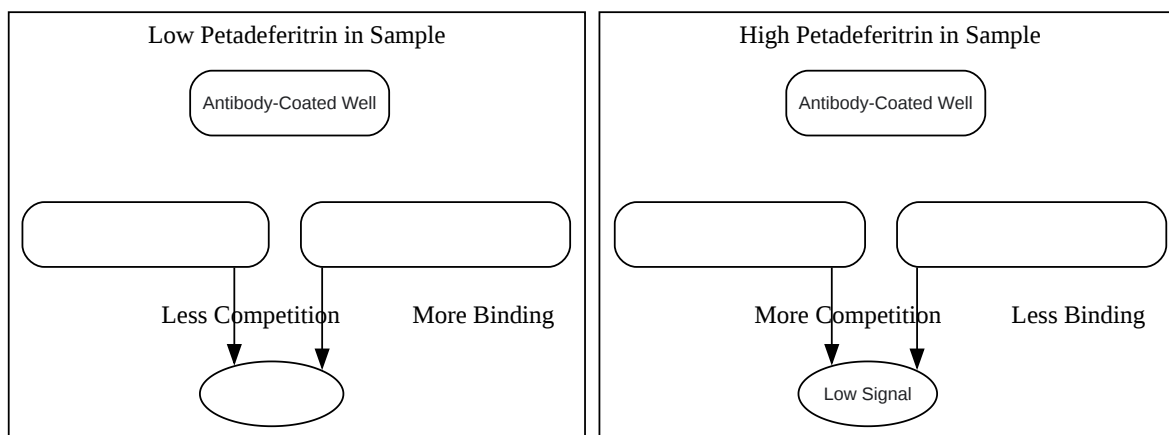 Low Petadeferitrin in Sample
Antibody-Coated Well
Less Competition
More Binding
High Petadeferitrin in Sample
Antibody-Coated Well
More Competition
Less Binding
Low Signal